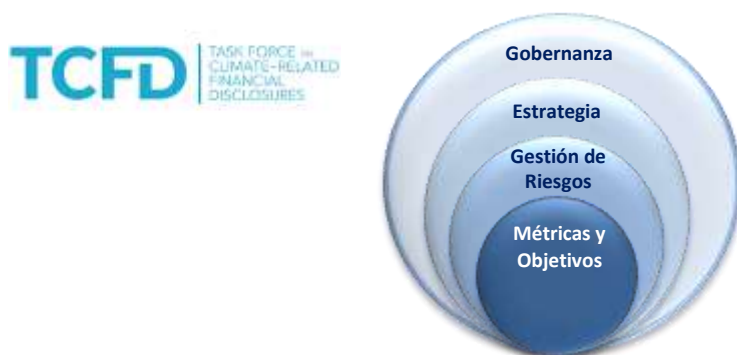 TCFD
TASK FORCE ON
CLIMATE-RELATED
FINANCIAL
DISCLOSURES
Gobernanza
Estrategia
Gestión de
Riesgos
Métricas y
Objetivos